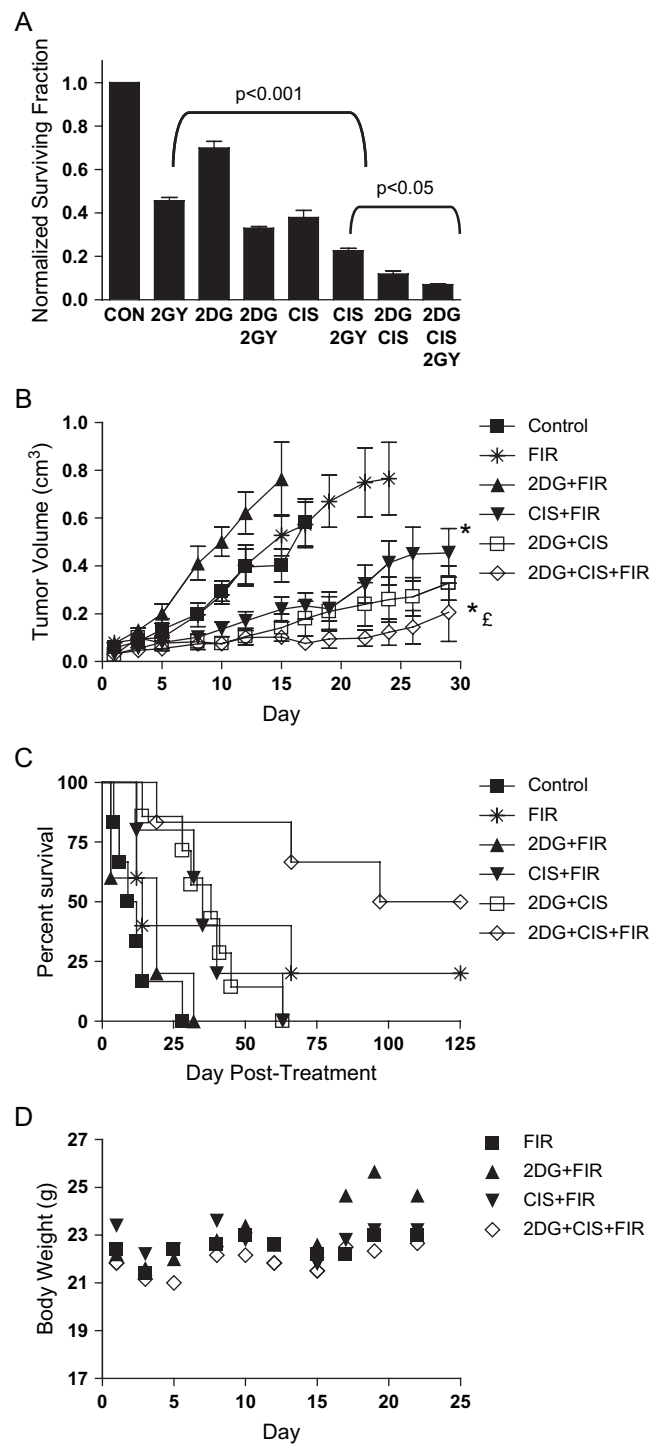 A
Normalized Surviving Fraction
1.0
0.8
0.6
0.4
0.2
0.0
p<0.001
p<0.05
CON 2GY 2DG 2DG CIS CIS 2DG 2DG
2GY 2GY CIS CIS
2GY
B
Tumor Volume (cm3)
1.0
0.8
0.6
0.4
0.2
0.0
0 5 10 15 20 25 30
Day
*
* £
Control
FIR
2DG+FIR
CIS+FIR
2DG+CIS
2DG+CIS+FIR
C
Percent survival
100
75
50
25
0
0 25 50 75 100 125
Day Post-Treatment
Control
FIR
2DG+FIR
CIS+FIR
2DG+CIS
2DG+CIS+FIR
D
Body Weight (g)
27
25
23
21
19
17
0 5 10 15 20 25
Day
FIR
2DG+FIR
CIS+FIR
2DG+CIS+FIR